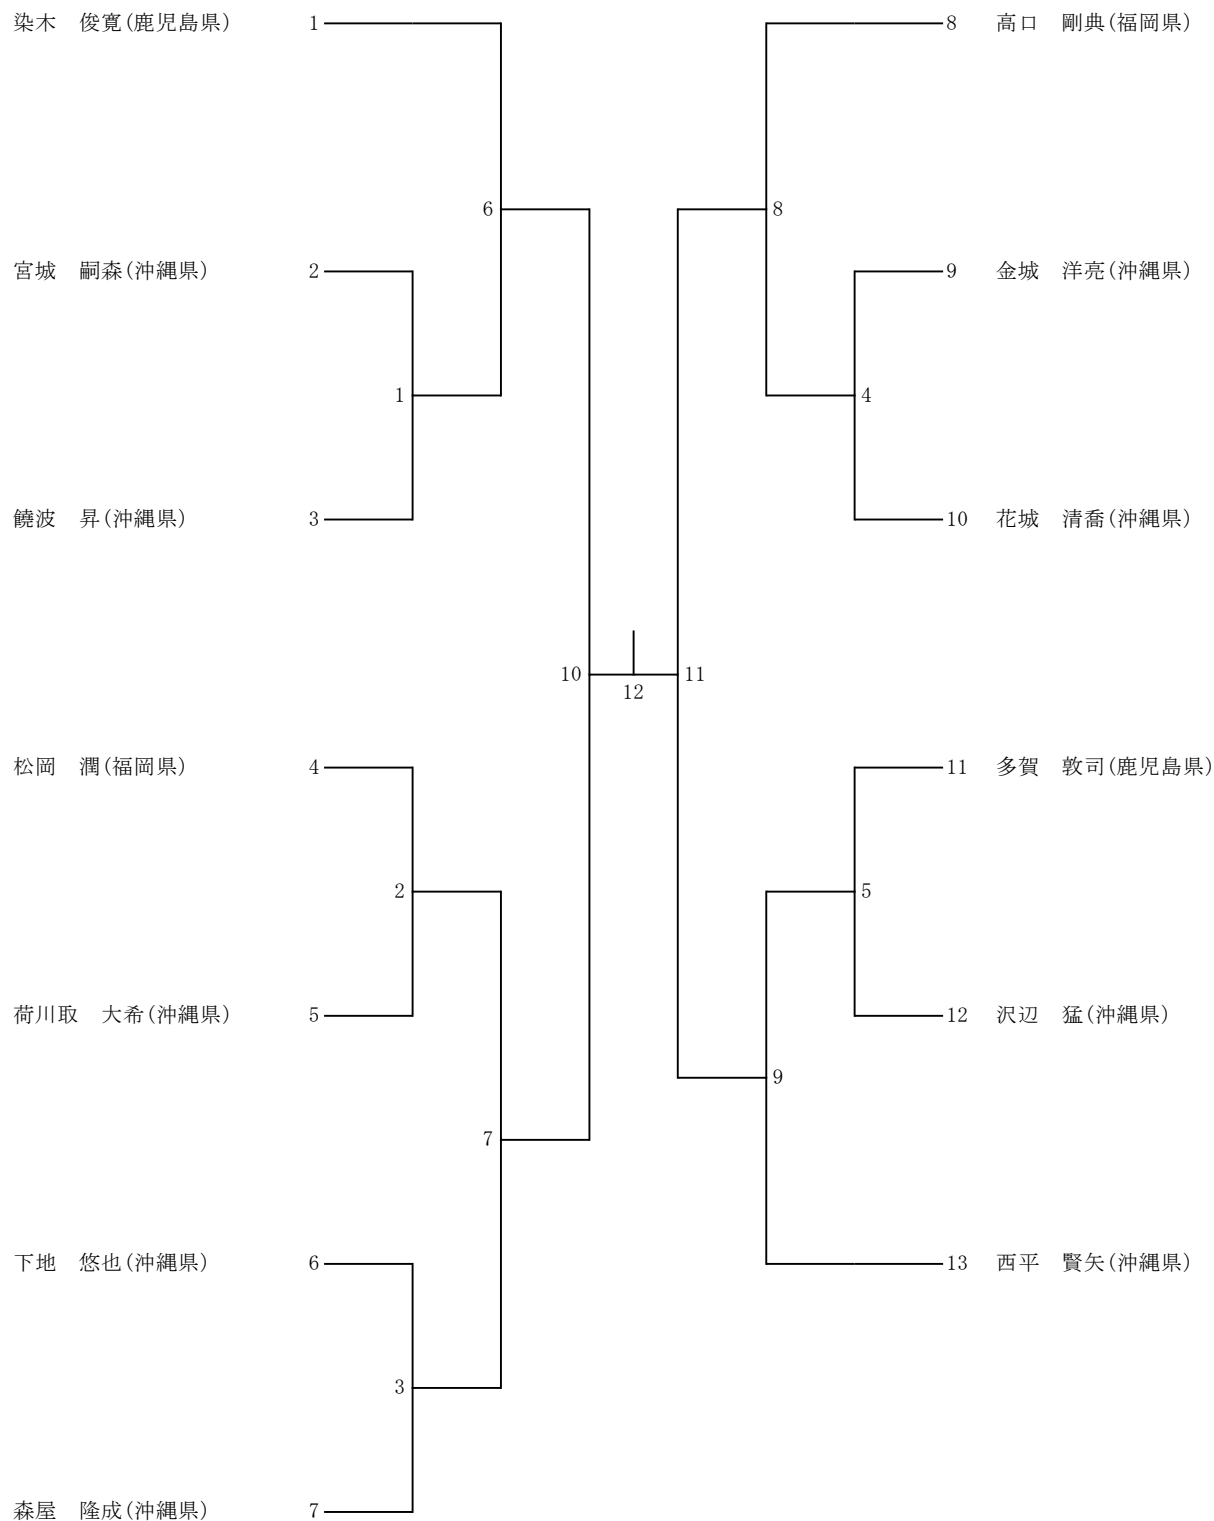 染木　俊寛(鹿児島県)　1
宮城　嗣森(沖縄県)　2
饒波　昇(沖縄県)　3
松岡　潤(福岡県)　4
荷川取　大希(沖縄県)　5
下地　悠也(沖縄県)　6
森屋　隆成(沖縄県)　7
6
1
10
2
7
3
12
8
4
11
5
9
8　高口　剛典(福岡県)
9　金城　洋亮(沖縄県)
10　花城　清喬(沖縄県)
11　多賀　敦司(鹿児島県)
12　沢辺　猛(沖縄県)
13　西平　賢矢(沖縄県)